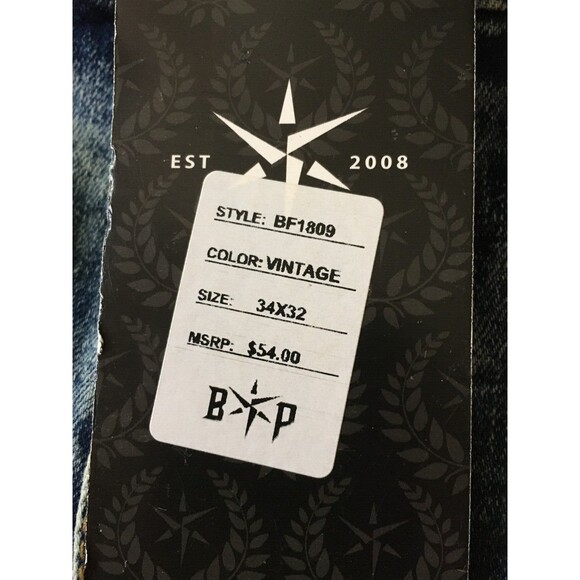 EST 2008
STYLE: BF1809
COLOR: VINTAGE
SIZE: 34X32
MSRP: $54.00
B P